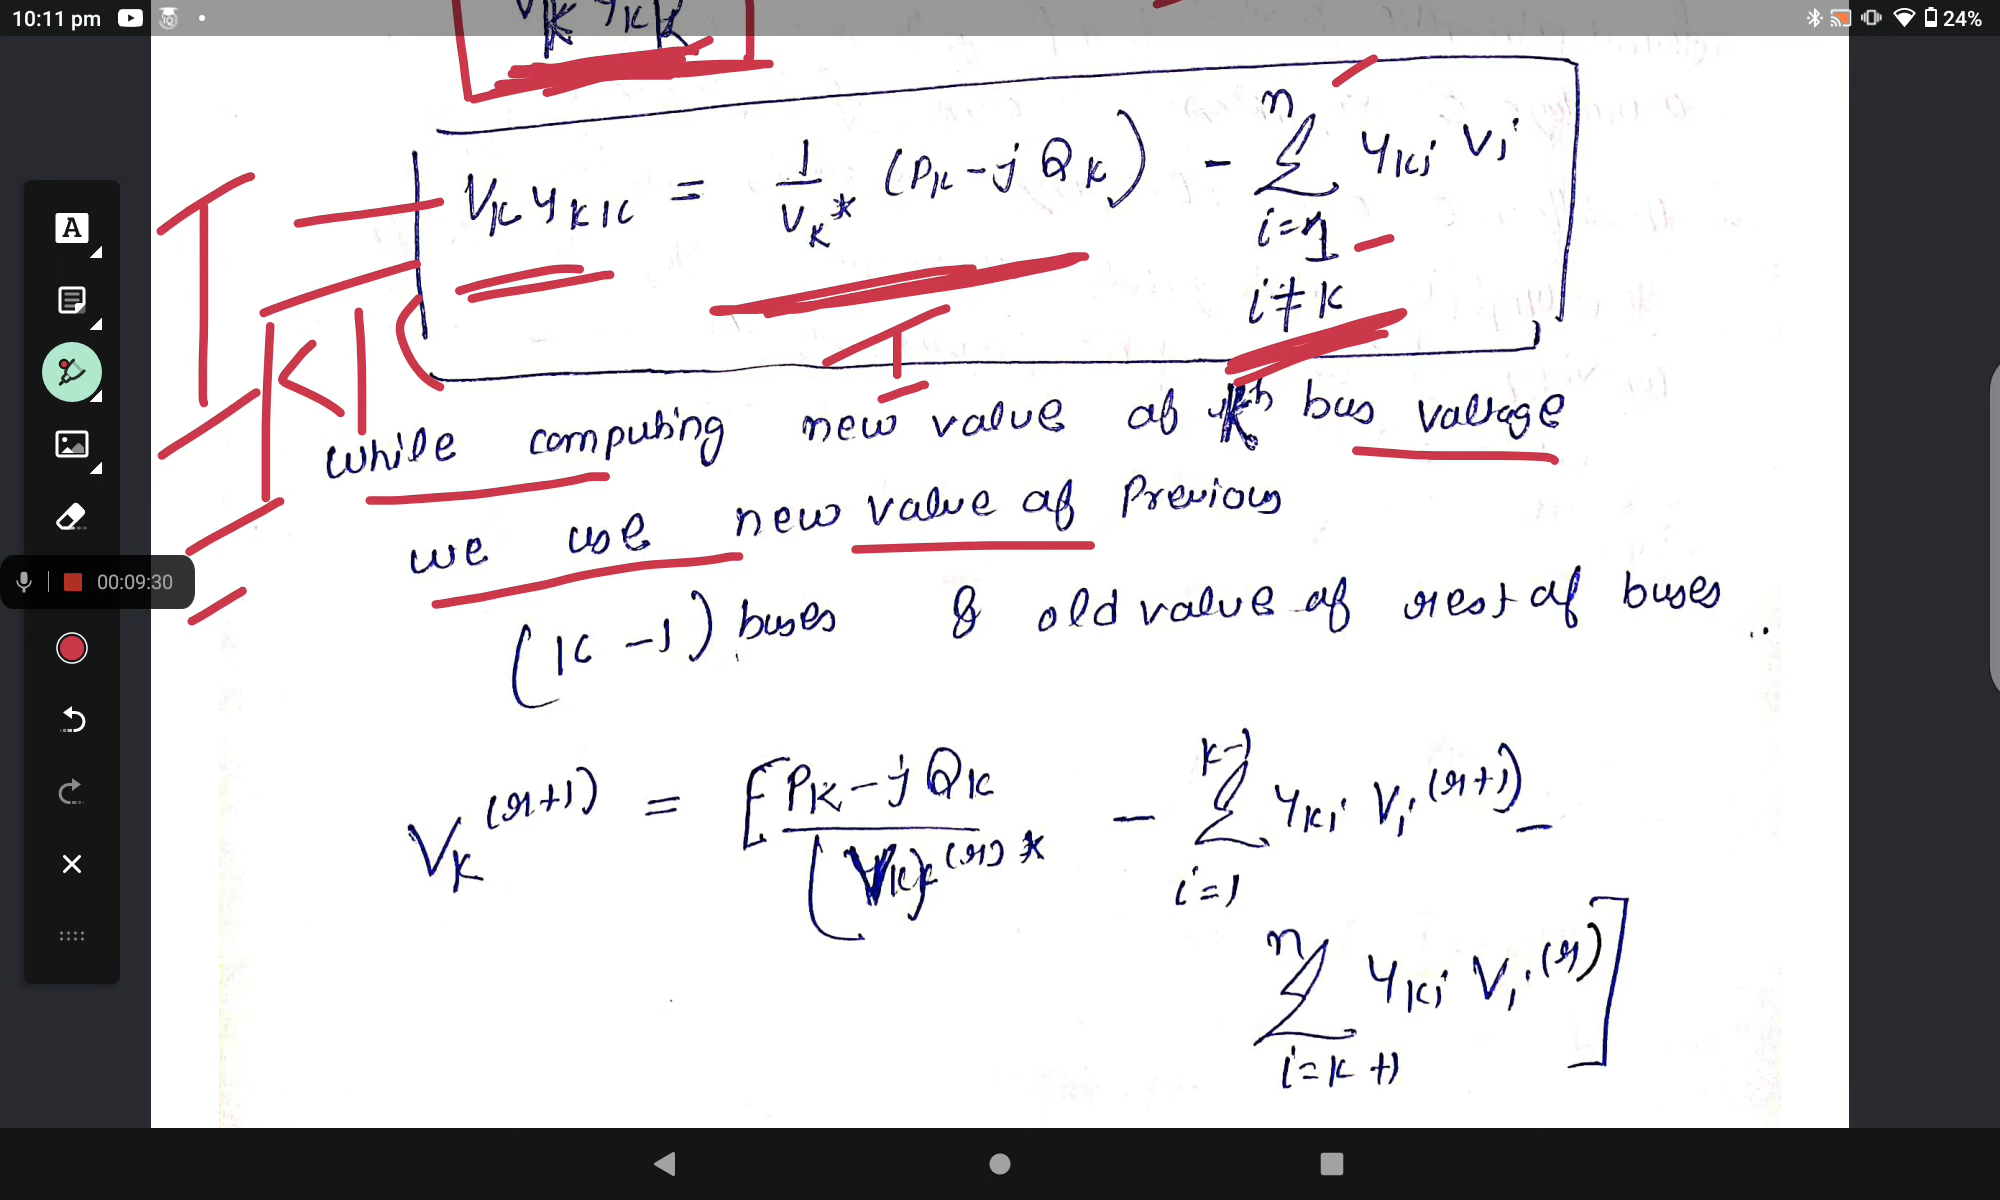 10:11 pm
24%
V_K Y_KK
V_K Y_KK = 1/V_K* (P_K - j Q_K) - Σ Y_Ki V_i
n
i=1
i≠K
A
while computing new value of kth bus voltage
we use new value of Previous
00:09:30
(K-1) buses & old value of rest of buses
V_K^(r+1) = [ P_K - j Q_K / (V_K)^(r)* - Σ_{i=1}^{k-1} Y_Ki V_i^(r+1) -
Σ_{i=K+1}^{n} Y_Ki V_i^(r) ]